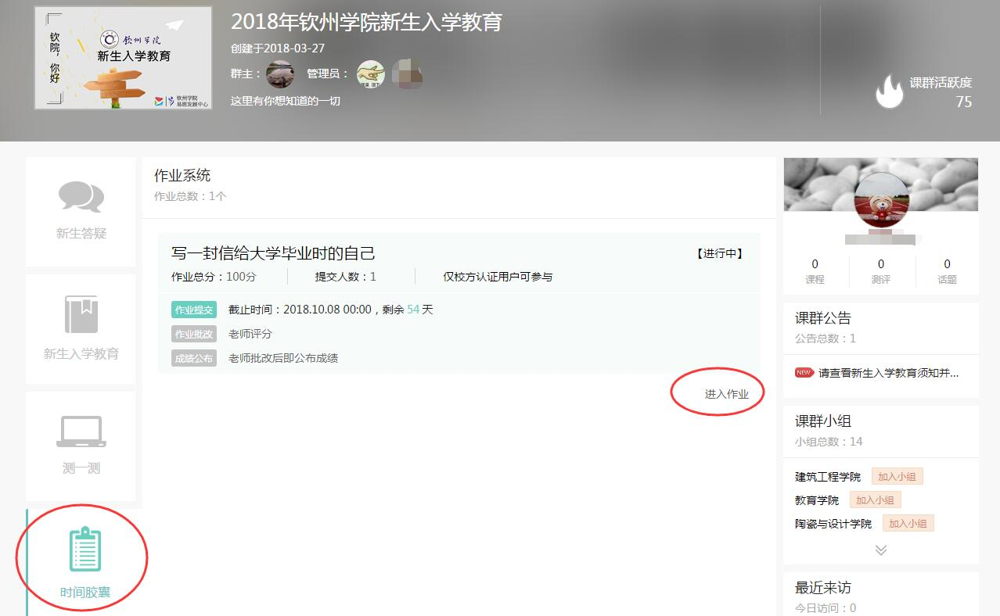 钦院，你好
钦州学院
新生入学教育
钦州学院
易班发展中心
2018年钦州学院新生入学教育
创建于2018-03-27
群主：
管理员：
这里有你想知道的一切
课群活跃度
75
新生答疑
新生入学教育
测一测
时间胶囊
作业系统
作业总数：1个
写一封信给大学毕业时的自己
【进行中】
作业总分：100分 提交人数：1 仅校方认证用户可参与
作业提交 截止时间：2018.10.08 00:00，剩余 54 天
作业批改 老师评分
成绩公布 老师批改后即公布成绩
进入作业
0 0 0
课程 测评 话题
课群公告
公告总数：1
NEW 请查看新生入学教育须知并...
课群小组
小组总数：14
建筑工程学院 加入小组
教育学院 加入小组
陶瓷与设计学院 加入小组
最近来访
今日访问：0